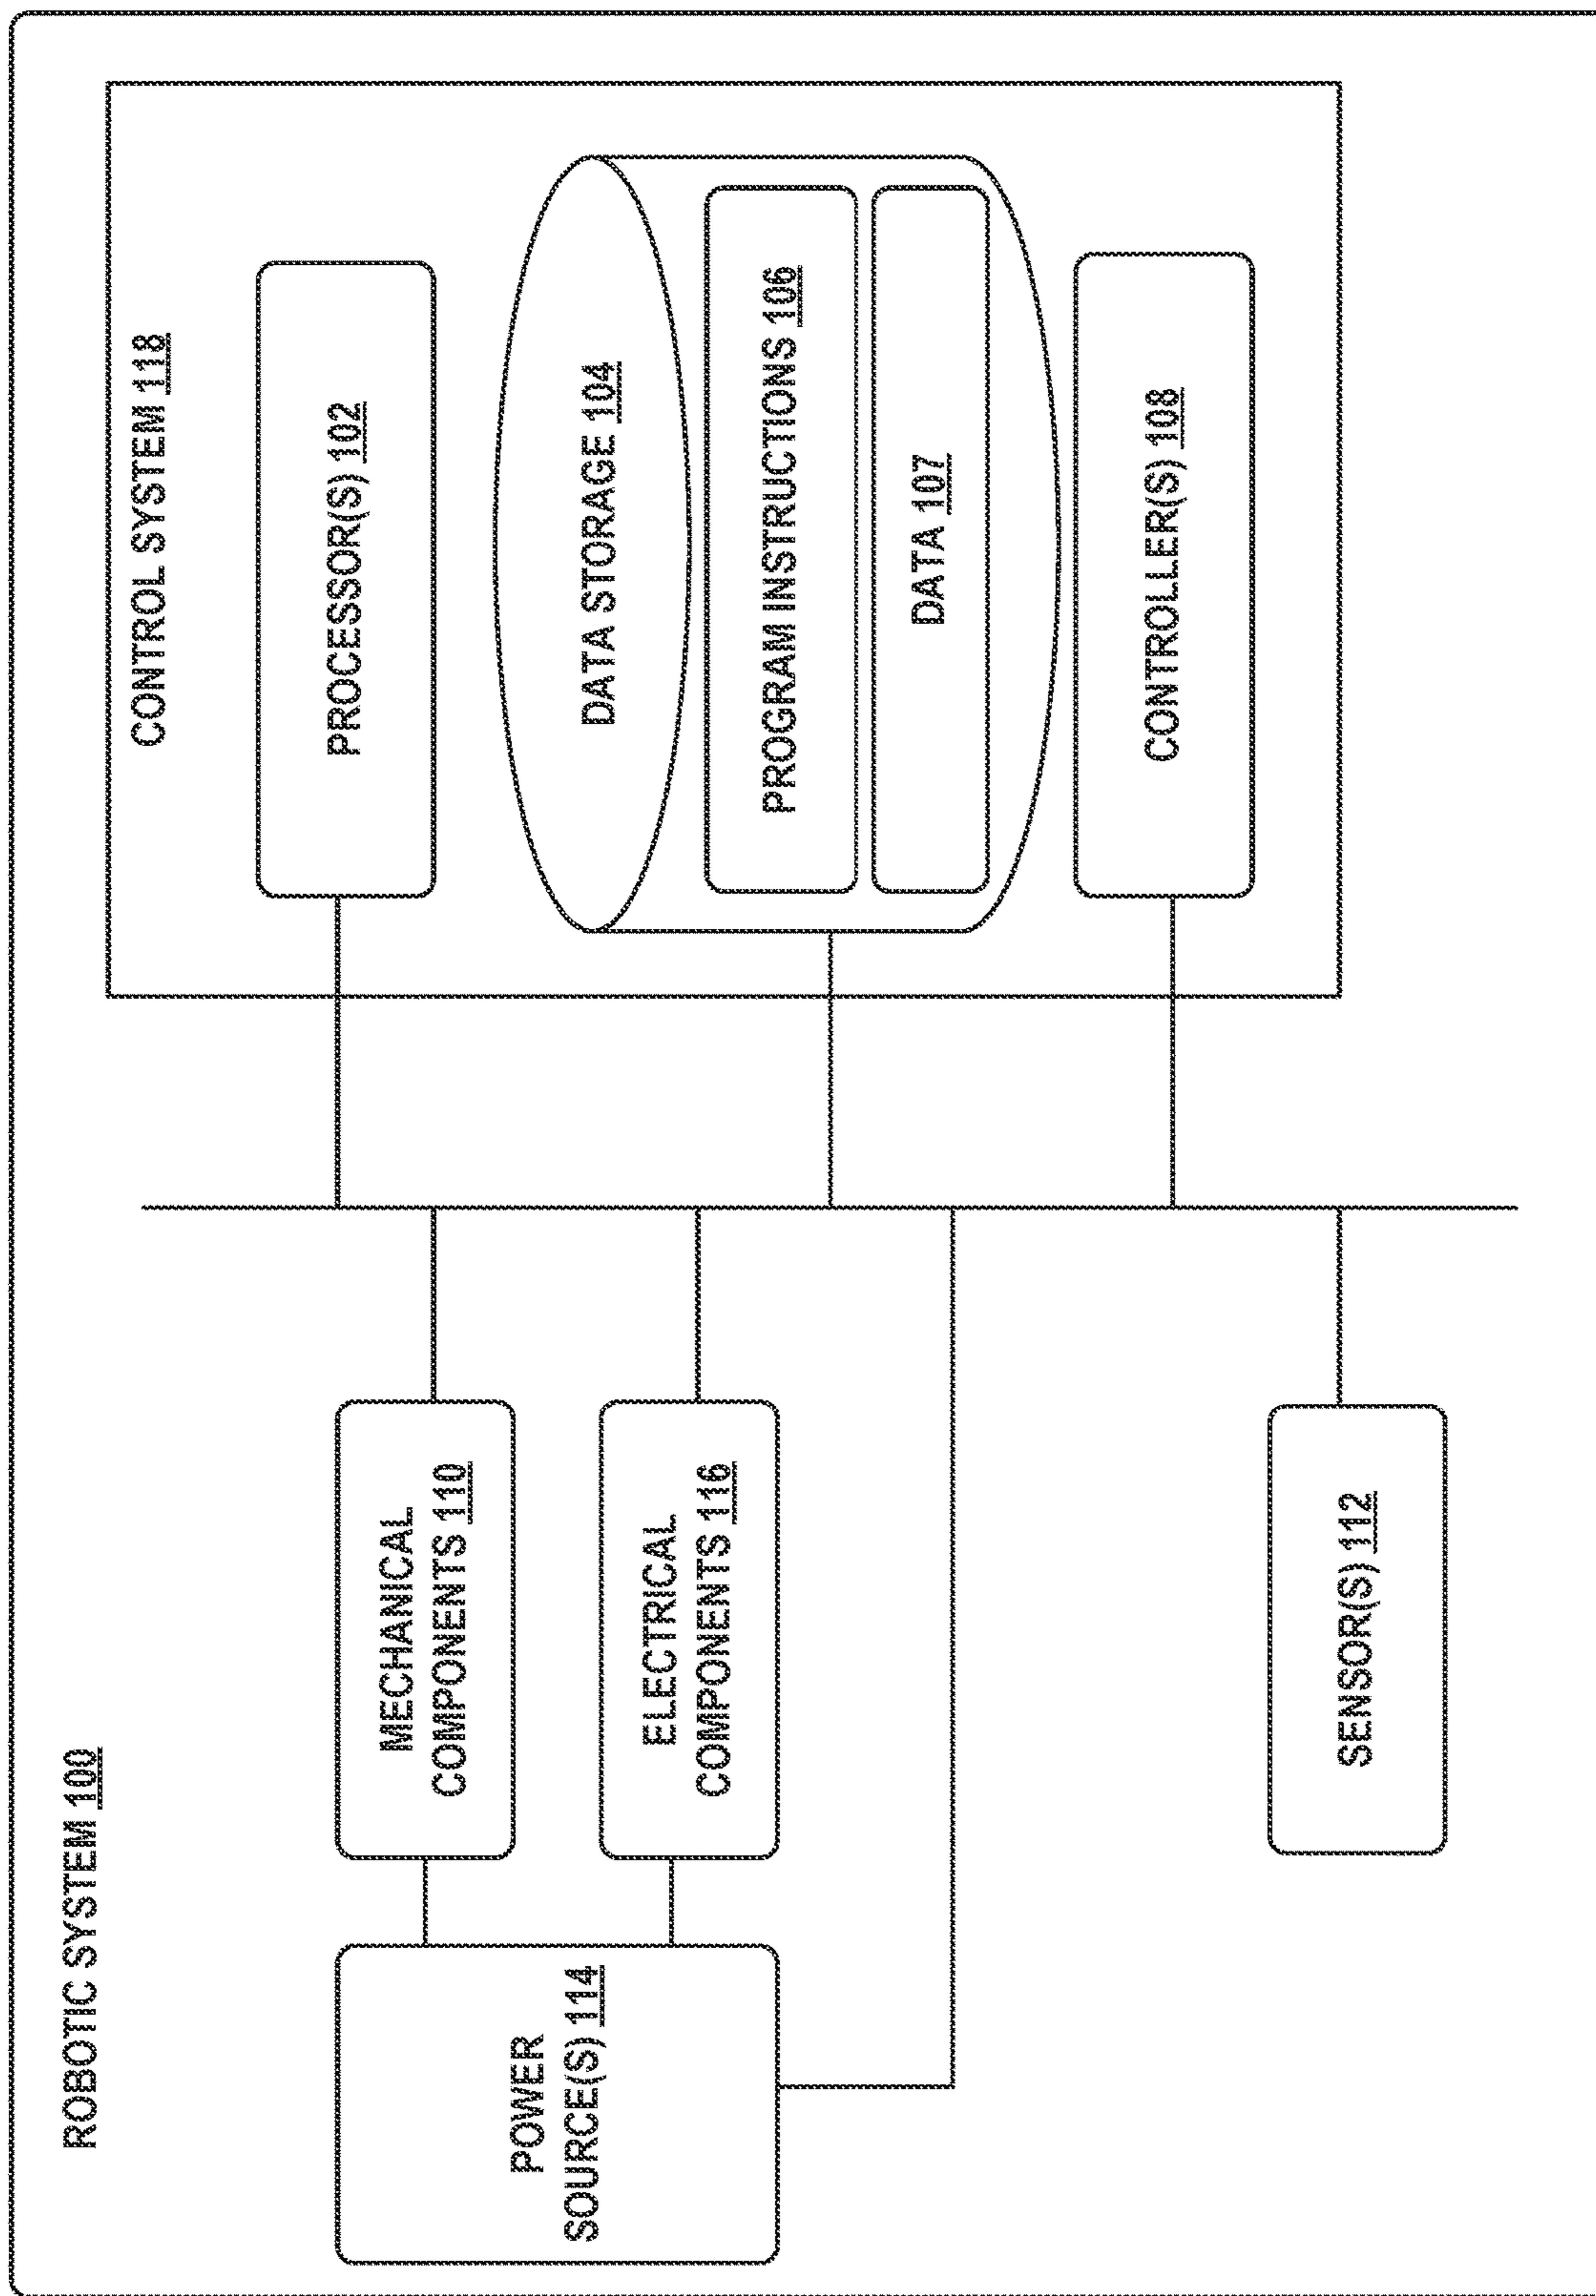 ROBOTIC SYSTEM 100
POWER
SOURCE(S) 114
MECHANICAL
COMPONENTS 110
ELECTRICAL
COMPONENTS 116
SENSOR(S) 112
CONTROL SYSTEM 118
PROCESSOR(S) 102
DATA STORAGE 104
PROGRAM INSTRUCTIONS 106
DATA 107
CONTROLLER(S) 108